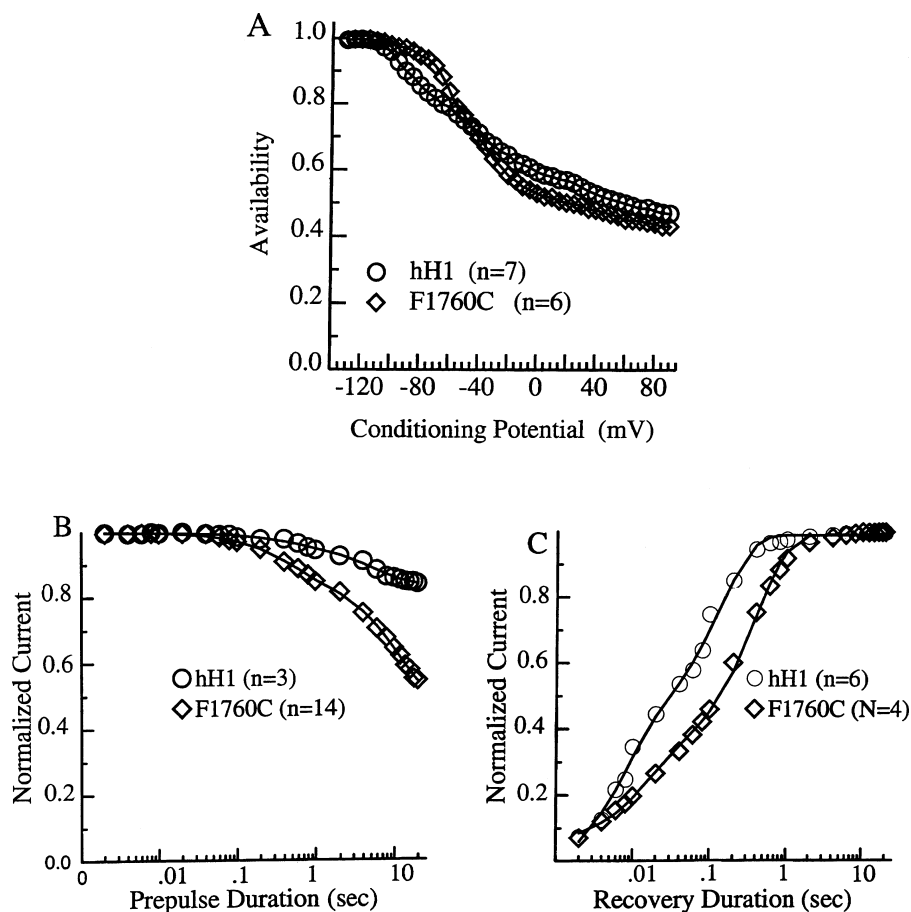 A
1.0
0.8
0.6
0.4
0.2
0.0
Availability
hH1 (n=7)
F1760C (n=6)
-120 -80 -40 0 40 80
Conditioning Potential (mV)
B
0.8
0.6
0.4
0.2
0
Normalized Current
hH1 (n=3)
F1760C (n=14)
0 .01 .1 1 10
Prepulse Duration (sec)
C
0.8
0.6
0.4
0.2
Normalized Current
hH1 (n=6)
F1760C (N=4)
.01 .1 1 10
Recovery Duration (sec)